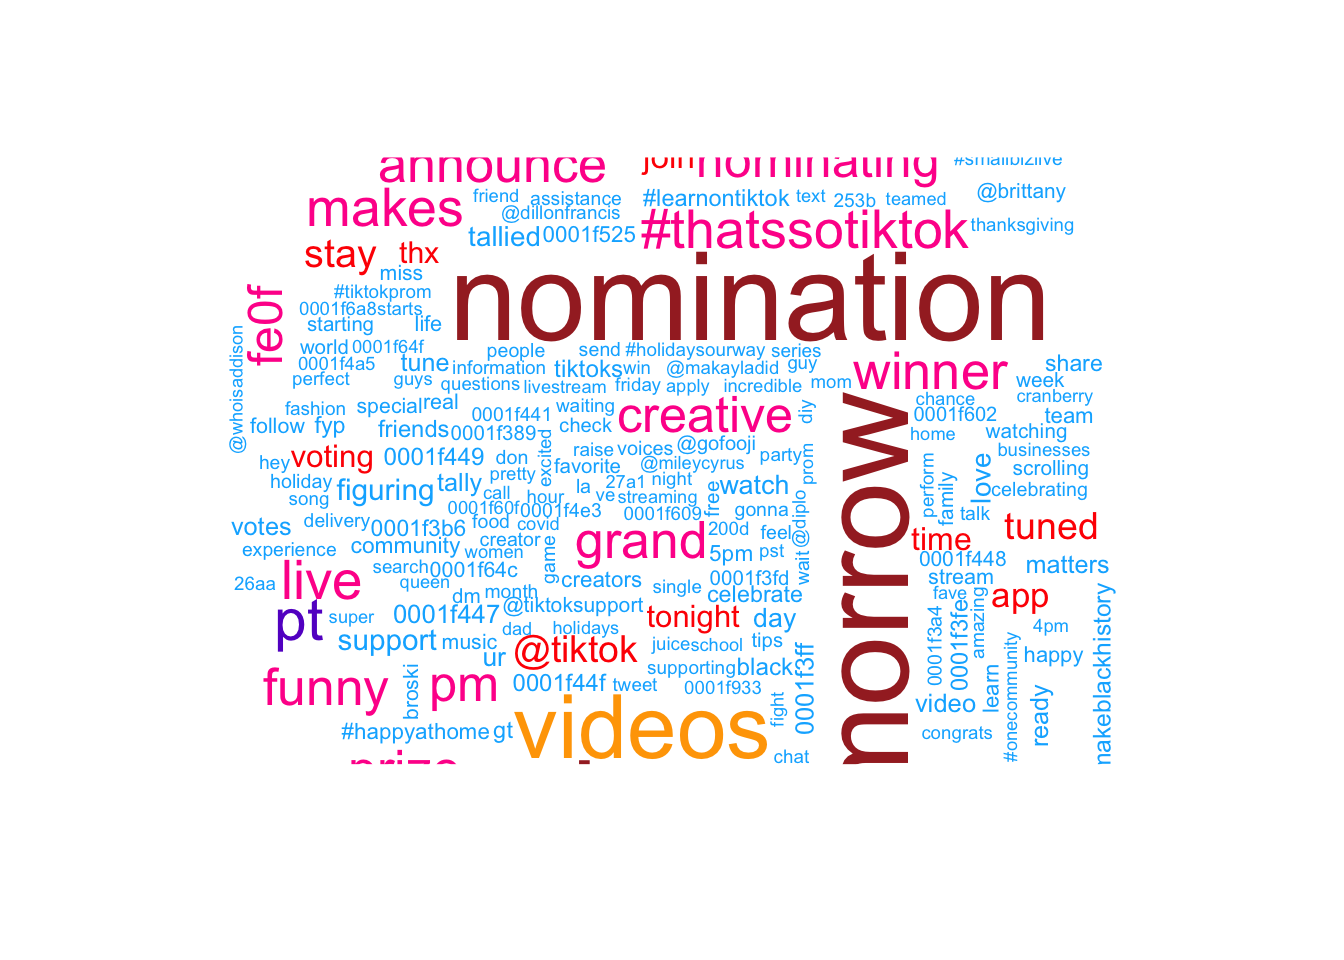 announce
join
nominating
#smallbizlive
makes
friend
assistance
@dillonfrancis
#learnontiktok
text
253b
teamed
@brittany
tallied
0001f525
#thatssotiktok
thanksgiving
stay
thx
miss
nomination
#tiktokprom
0001f6a8
starts
starting
life
fe0f
@whoisaddison
world
0001f64f
0001f4a5
tune
people
send
#holidaysourway
series
information
tiktoks
win
@makayladid
guy
perfect
guys
questions
livestream
friday
apply
incredible
mom
winner
share
week
cranberry
chance
fashion
special
real
0001f441
waiting
creative
diy
0001f602
team
follow
fyp
friends
0001f389
check
home
watching
hey
voting
0001f449
don
excited
raise
voices
@gofooji
party
businesses
holiday
pretty
favorite
@mileycyrus
prom
perform
family
love
scrolling
song
figuring
tally
call
hour
la
27a1
night
ve
streaming
free
watch
celebrating
votes
delivery
0001f3b6
0001f60f
0001f4e3
food
covid
0001f609
gonna
talk
experience
community
creator
women
game
grand
200d
feel
@diplo
wait
time
tuned
search
0001f64c
5pm
pst
0001f448
matters
26aa
live
queen
dm
month
creators
single
0001f3fd
celebrate
stream
fave
app
pt
super
0001f447
@tiktoksupport
tonight
day
0001f3a4
0001f3fe
amazing
4pm
support
music
dad
holidays
juice
school
tips
ur
@tiktok
supporting
black
0001f3ff
happy
funny
broski
pm
0001f44f
tweet
0001f933
fight
video
learn
#onecommunity
ready
#happyathome
gt
videos
congrats
chat